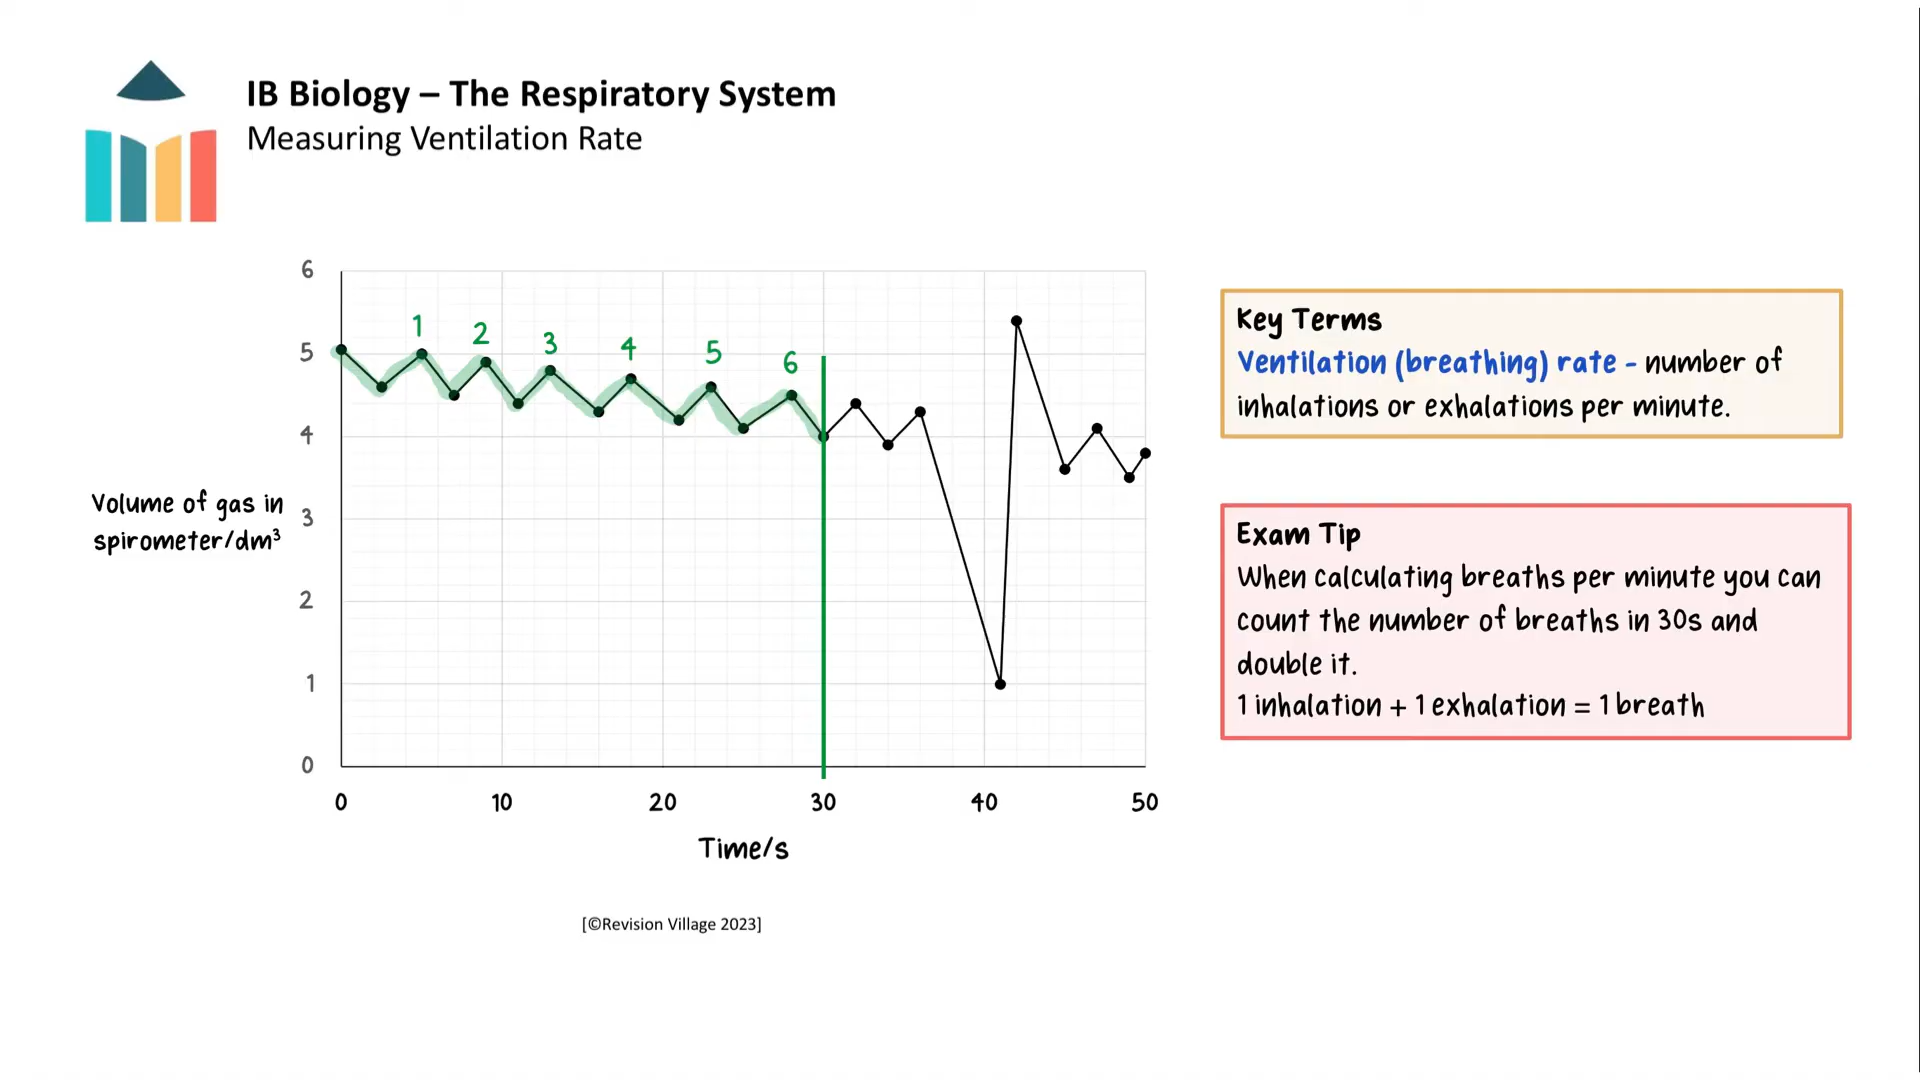 IB Biology – The Respiratory System
Measuring Ventilation Rate
6
5
4
3
2
1
0
1
2
3
4
5
6
Volume of gas in
spirometer/dm³
0
10
20
30
40
50
Time/s
[©Revision Village 2023]
Key Terms
Ventilation (breathing) rate - number of
inhalations or exhalations per minute.
Exam Tip
When calculating breaths per minute you can
count the number of breaths in 30s and
double it.
1 inhalation + 1 exhalation = 1 breath